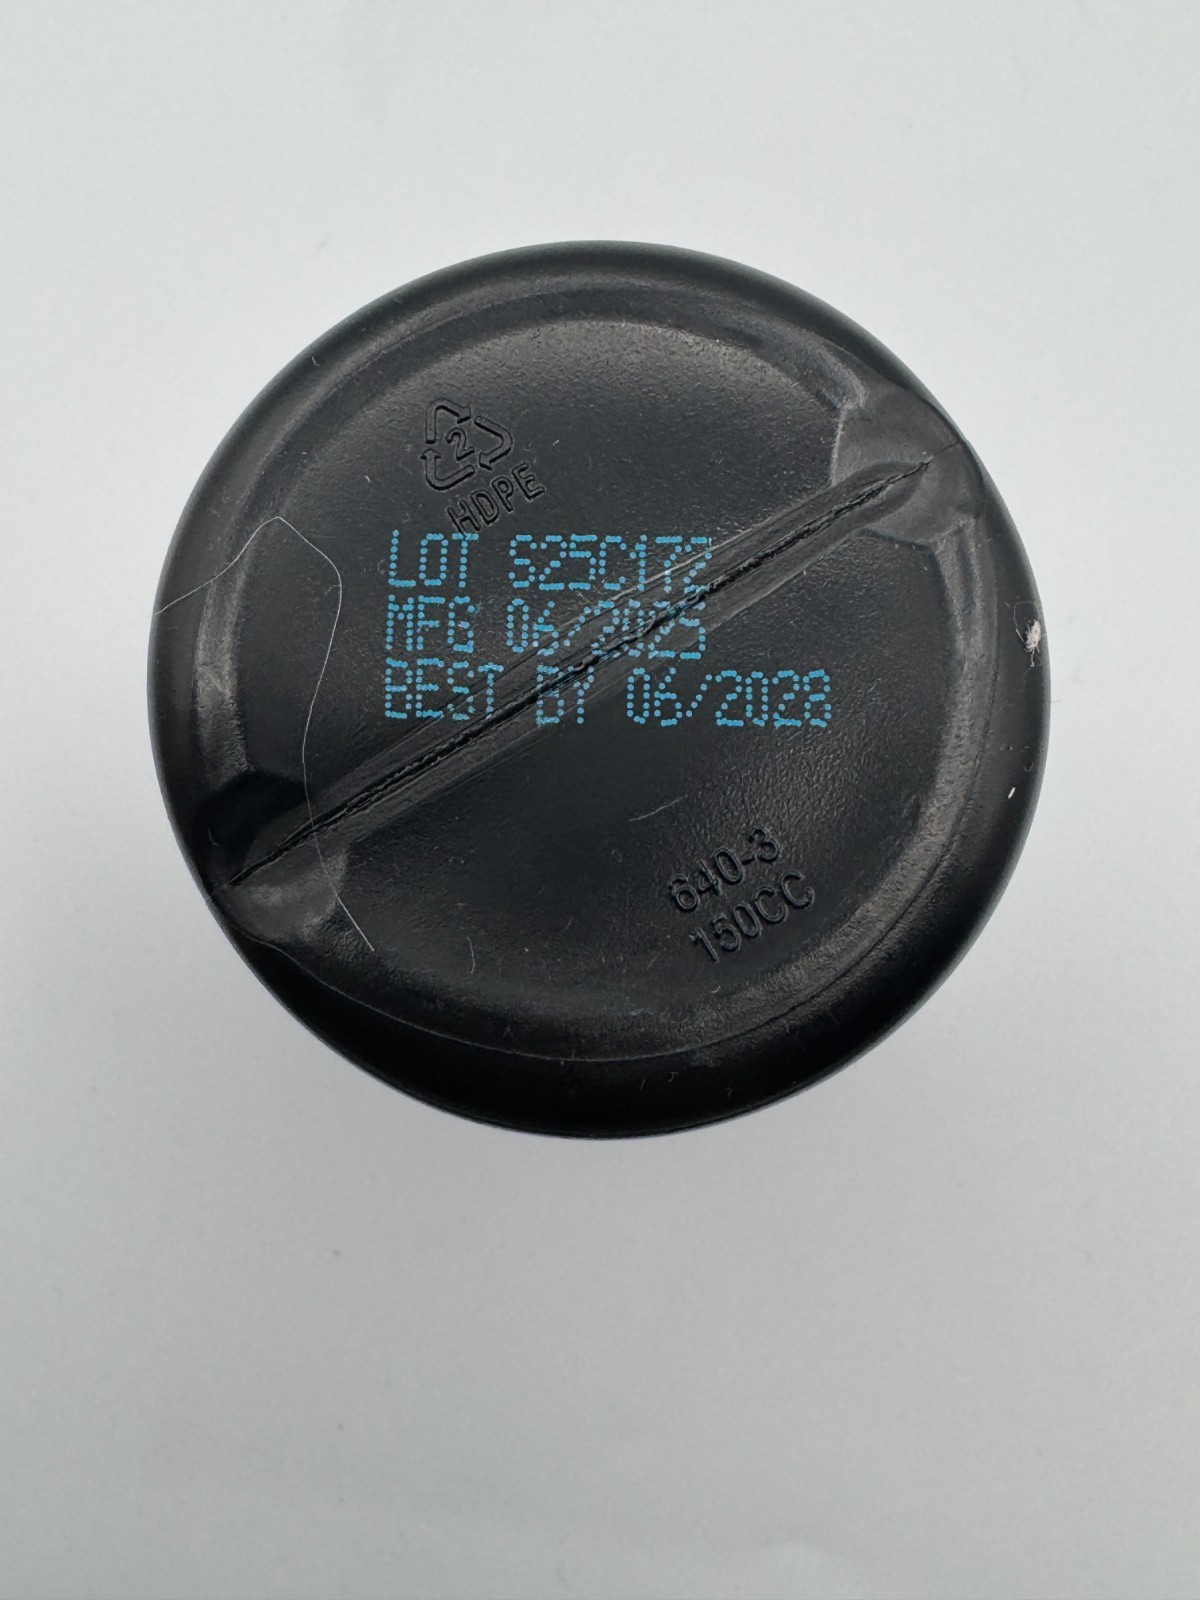 2
HDPE
LOT S25C172
MFG 06/2025
BEST BY 06/2028
640-3
150CC